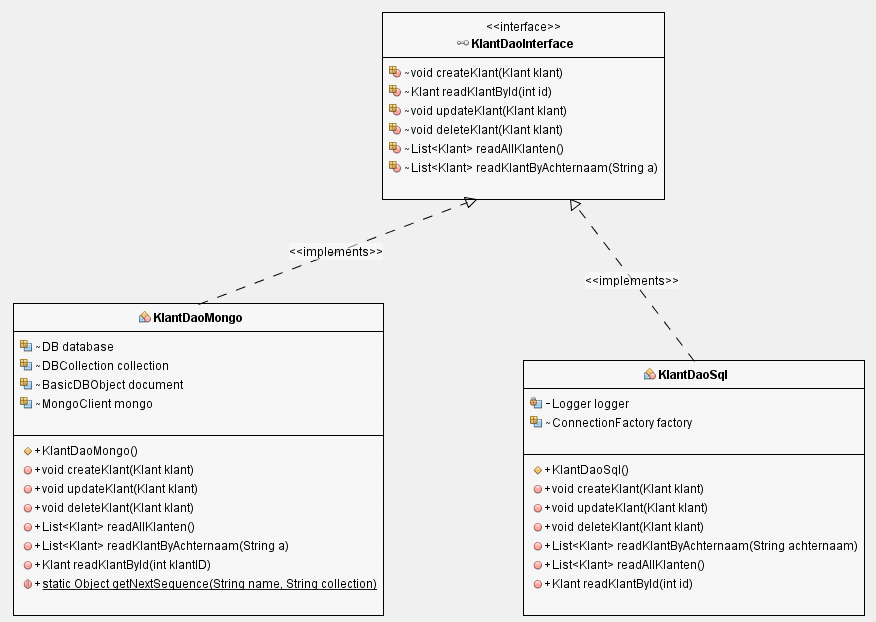 <<interface>>
KlantDaoInterface
~void createKlant(Klant klant)
~Klant readKlantById(int id)
~void updateKlant(Klant klant)
~void deleteKlant(Klant klant)
~List<Klant> readAllKlanten()
~List<Klant> readKlantByAchternaam(String a)
<<implements>>
<<implements>>
KlantDaoMongo
~DB database
~DBCollection collection
~BasicDBObject document
~MongoClient mongo
+KlantDaoMongo()
+void createKlant(Klant klant)
+void updateKlant(Klant klant)
+void deleteKlant(Klant klant)
+List<Klant> readAllKlanten()
+List<Klant> readKlantByAchternaam(String a)
+Klant readKlantById(int klantID)
+static Object getNextSequence(String name, String collection)
KlantDaoSql
-Logger logger
~ConnectionFactory factory
+KlantDaoSql()
+void createKlant(Klant klant)
+void updateKlant(Klant klant)
+void deleteKlant(Klant klant)
+List<Klant> readKlantByAchternaam(String achternaam)
+List<Klant> readAllKlanten()
+Klant readKlantById(int id)